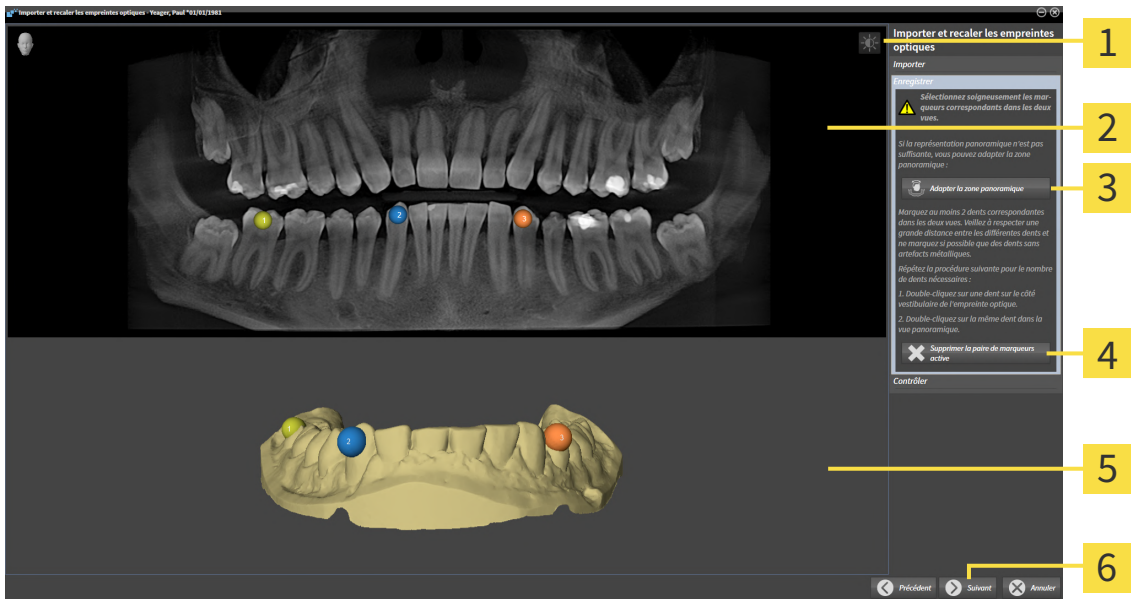 Importer et recaler les empreintes optiques - Yeager, Paul *01/01/1981
Importer et recaler les empreintes
optiques
Importer
Enregistrer
Sélectionnez soigneusement les mar-
queurs correspondants dans les deux
vues.
Si la représentation panoramique n'est pas
suffisante, vous pouvez adapter la zone
panoramique :
Adapter la zone panoramique
Marquez au moins 2 dents correspondantes
dans les deux vues. Veillez à respecter une
grande distance entre les différentes dents et
ne marquez si possible que des dents sans
artefacts métalliques.
Répétez la procédure suivante pour le nombre
de dents nécessaires :
1. Double-cliquez sur une dent sur le côté
vestibulaire de l'empreinte optique.
2. Double-cliquez sur la même dent dans la
vue panoramique.
Supprimer la paire de marqueurs
active
Contrôler
1
2
3
1
2
3
Précédent
Suivant
Annuler
1
2
3
4
5
6